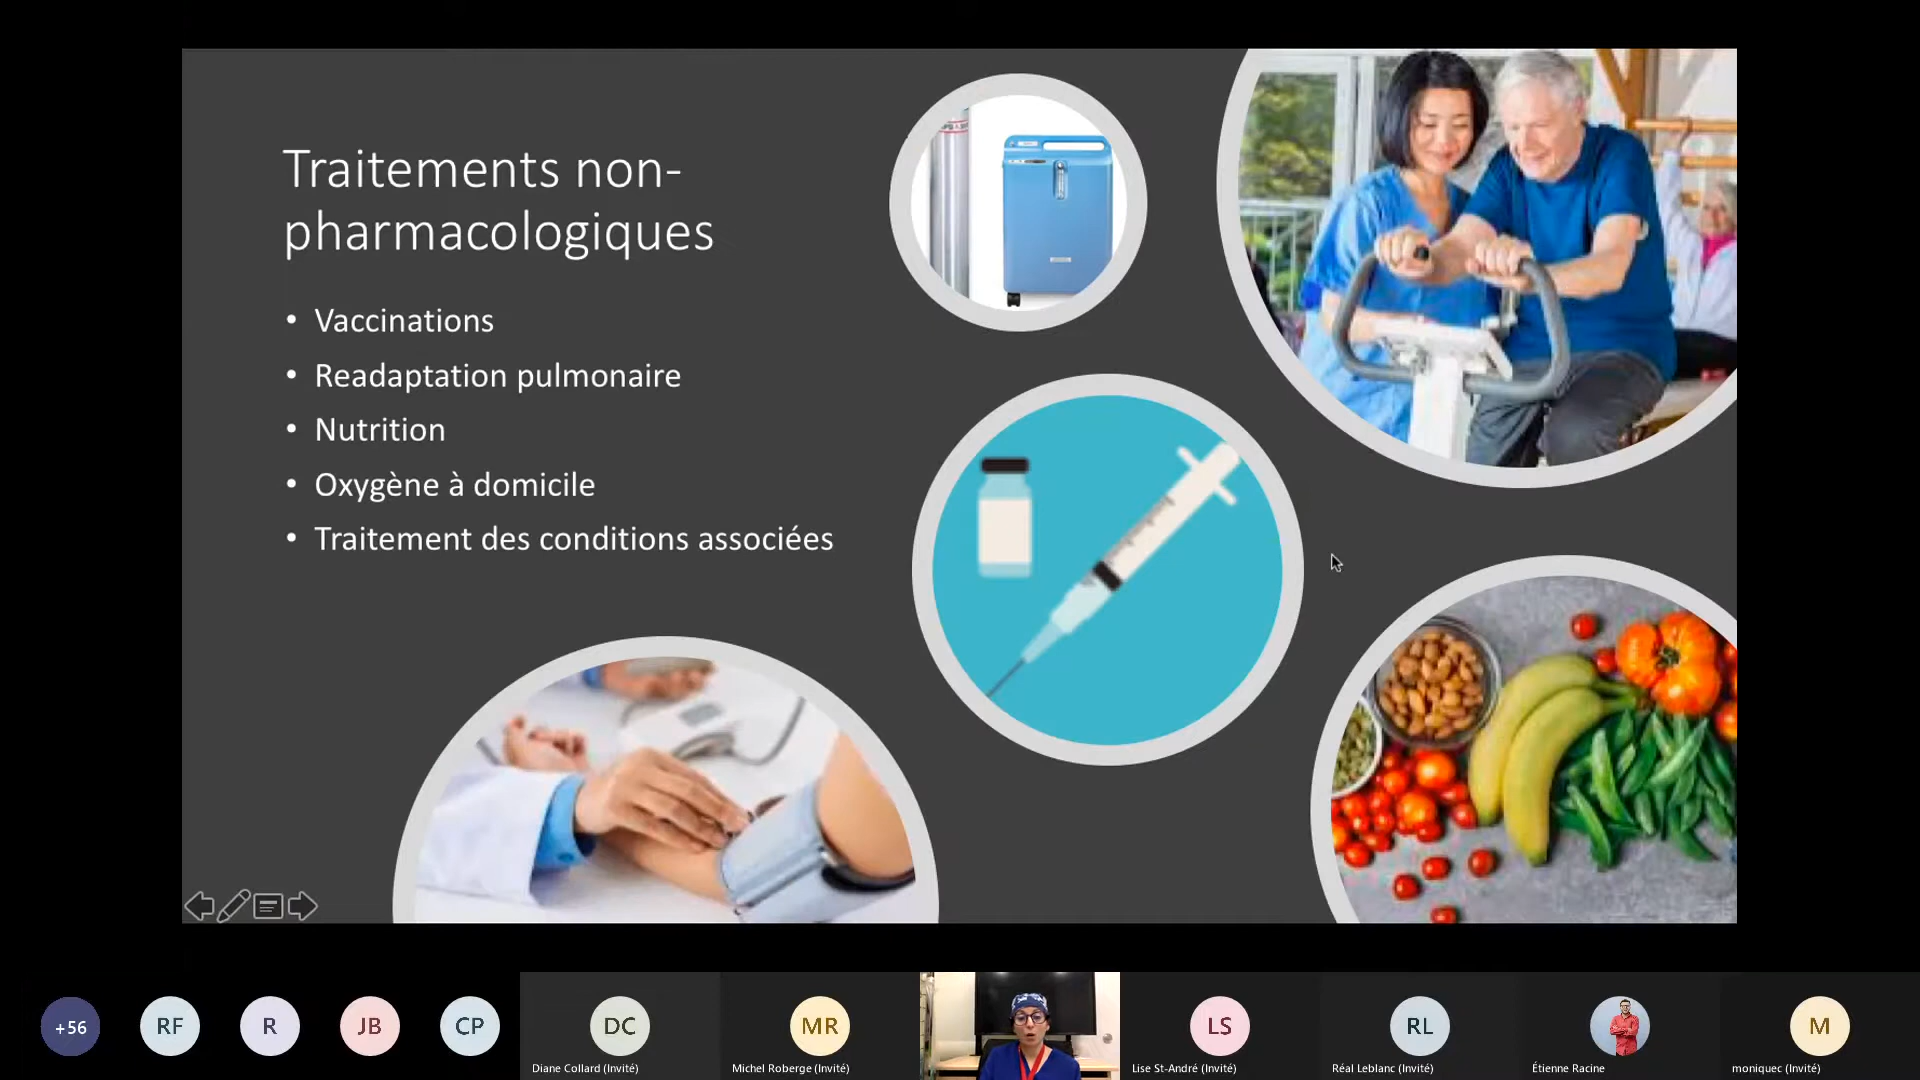 Traitements non-
pharmacologiques
• Vaccinations
• Readaptation pulmonaire
• Nutrition
• Oxygène à domicile
• Traitement des conditions associées
+56
RF
R
JB
CP
DC
Diane Collard (Invité)
MR
Michel Roberge (Invité)
LS
Lise St-André (Invité)
RL
Réal Leblanc (Invité)
Étienne Racine
M
moniquec (Invité)